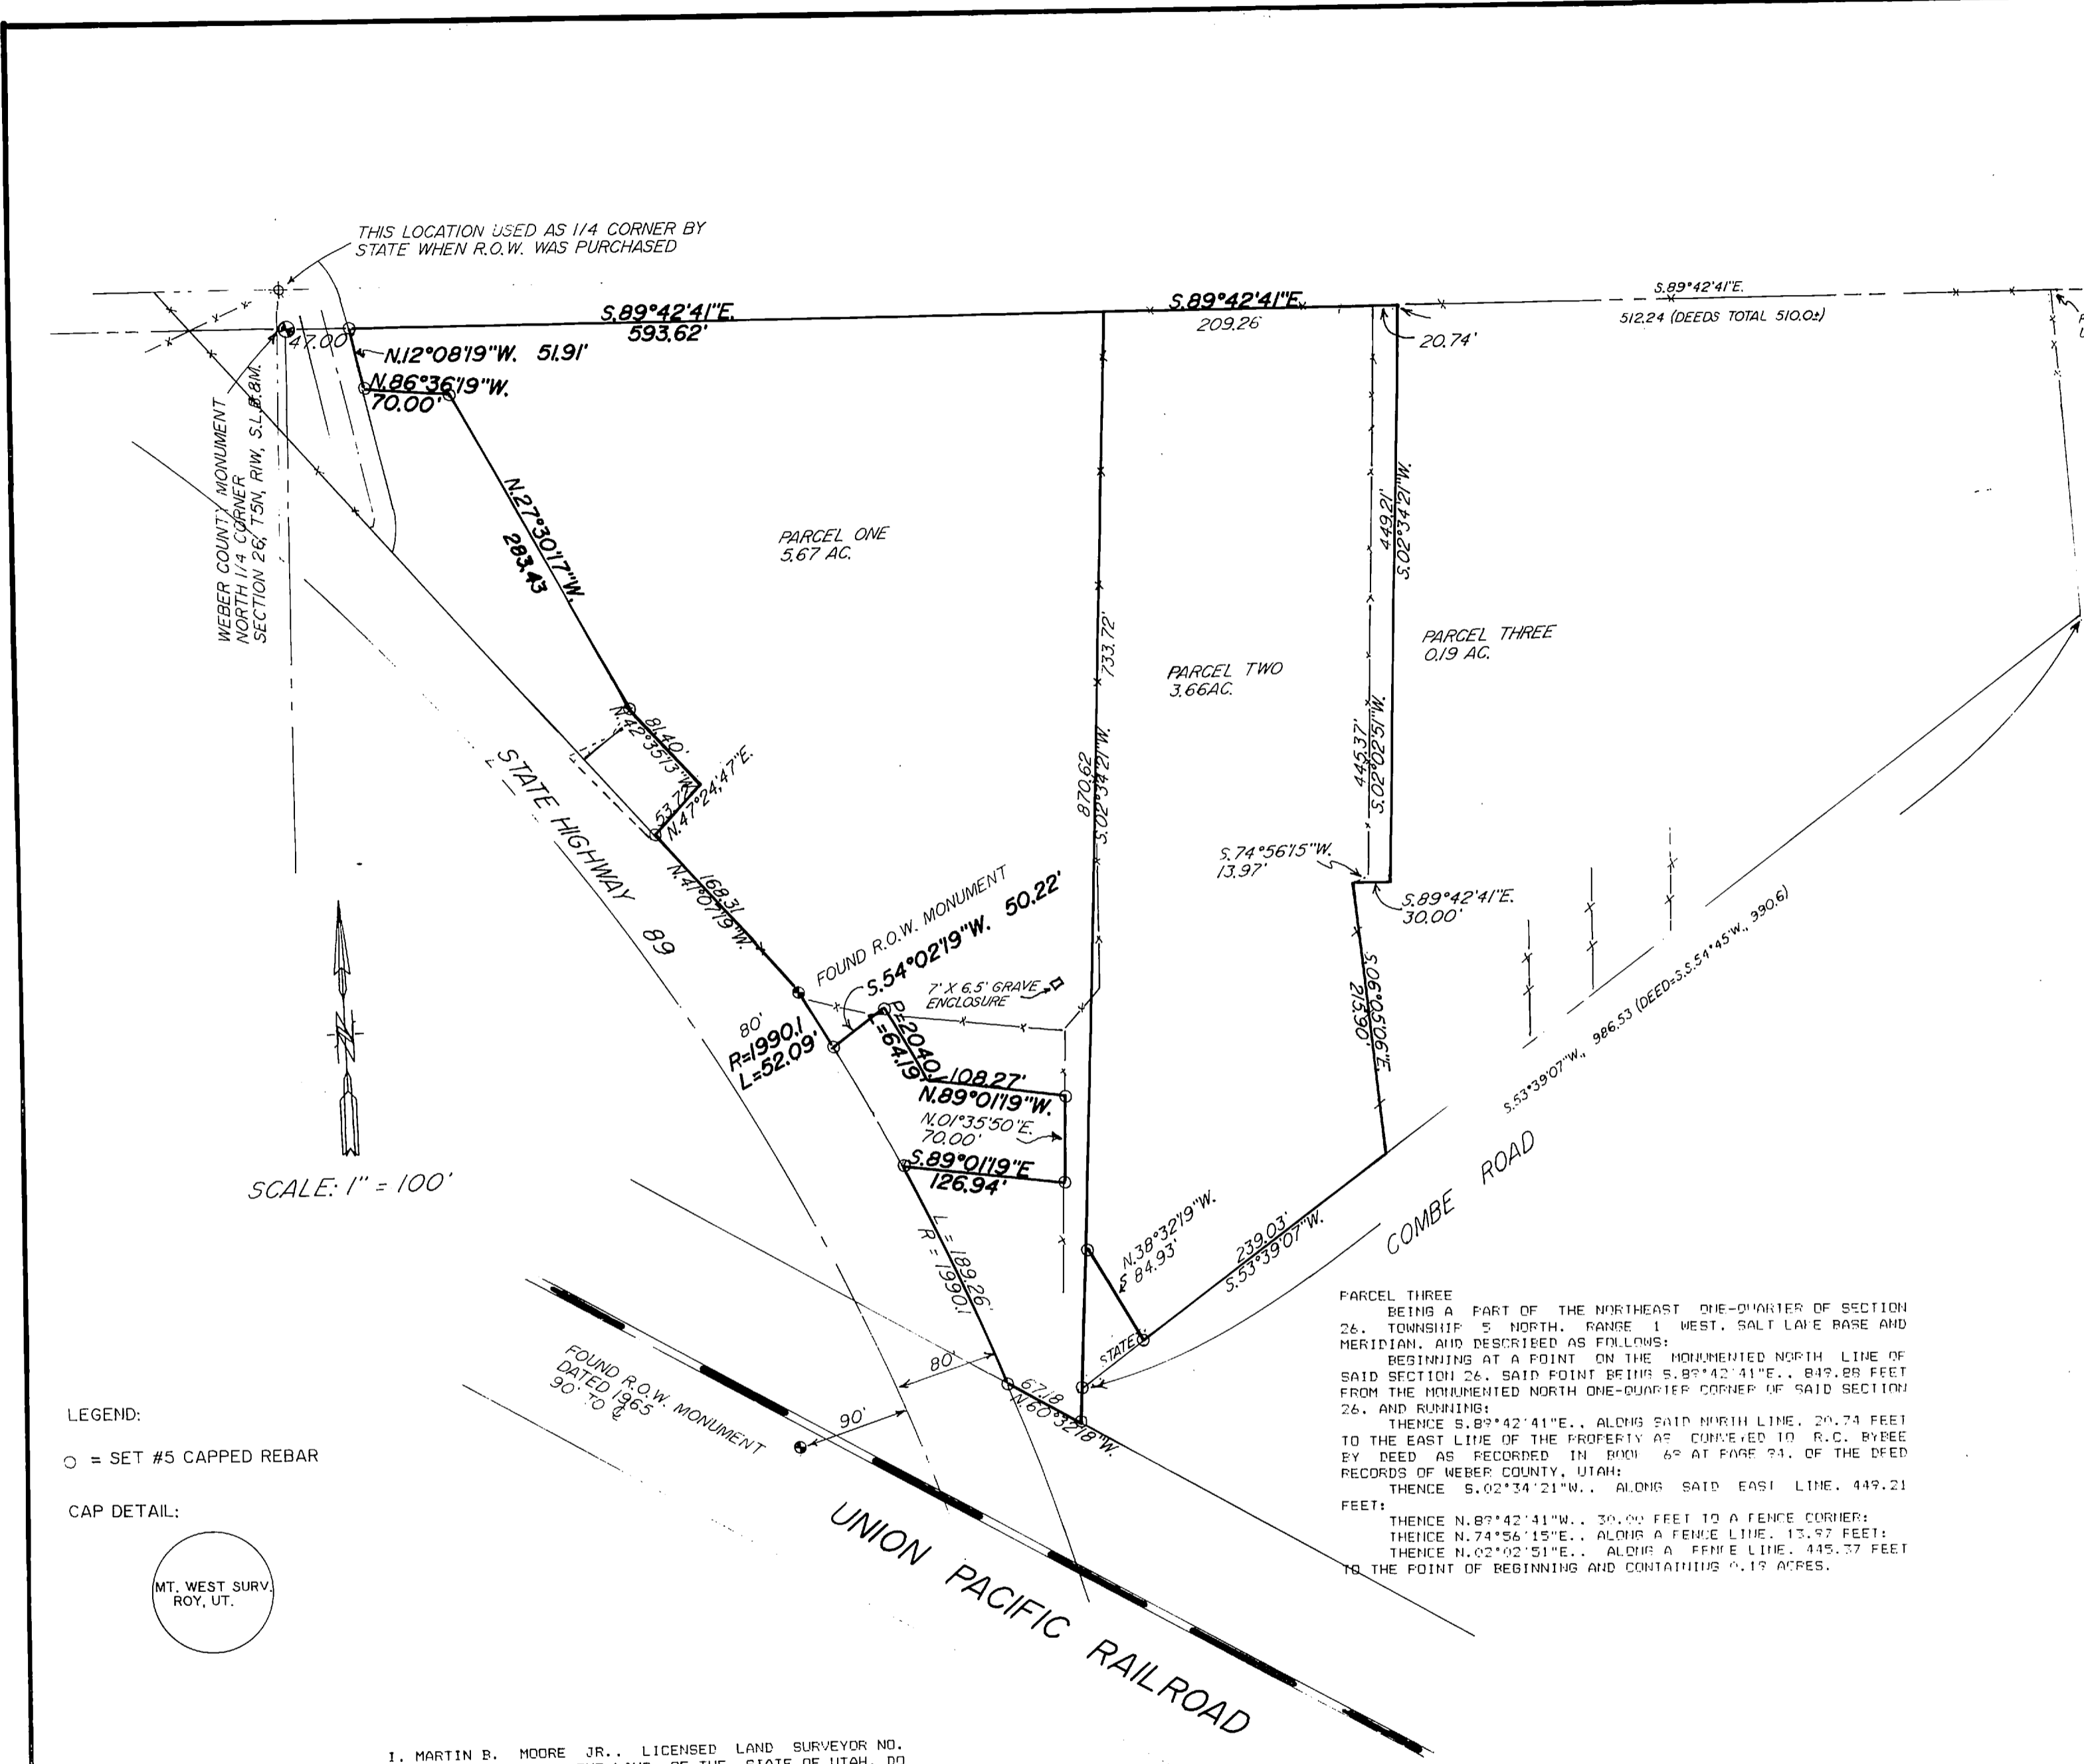 THIS LOCATION USED AS 1/4 CORNER BY
STATE WHEN R.O.W. WAS PURCHASED
S.89°42'41"E.
593.62'
S.89°42'41"E.
209.26'
S.89°42'41"E.
512.24 (DEEDS TOTAL 510.0±)
20.74'
47.00'
N.12°08'19"W. 51.91'
N.86°36'19"W.
70.00'
WEBER COUNTY MONUMENT
NORTH 1/4 CORNER
SECTION 26, T5N, R1W, S.L.B.&M.
N.27°30'17"W.
283.43
PARCEL ONE
5.67 AC.
449.21'
S.02°34'21"W.
733.72'
PARCEL TWO
3.66AC.
PARCEL THREE
0.19 AC.
81.40'
N.42°35'13"W.
53.72'
N.47°24'47"E.
870.62
S.02°34'21"W.
445.37'
S.02°02'51"W.
STATE HIGHWAY 89
168.31
N.41°07'19"W.
S.74°56'15"W.
13.97'
S.89°42'41"E.
30.00'
FOUND R.O.W. MONUMENT
S.54°02'19"W. 50.22'
7' X 6.5' GRAVE
ENCLOSURE
S.06°05'06"E.
215.90'
S.53°39'07"W., 986.53 (DEED=S.S.54°45'W., 990.6)
80'
R=1990.1
L=52.09'
R=2040.
L=64.19'
108.27'
N.89°01'19"W.
N.01°35'50"E.
70.00'
S.89°01'19"E
126.94'
SCALE: 1" = 100'
L = 189.26'
R = 1990.1
N.38°32'19"W.
84.93'
239.03'
S.53°39'07"W.
COMBE ROAD
STATE
80'
67.18
N.60°32'18"W.
FOUND R.O.W. MONUMENT
DATED 1965
90' TO ℄
90'
UNION PACIFIC RAILROAD
LEGEND:
= SET #5 CAPPED REBAR
CAP DETAIL:
MT. WEST SURV.
ROY, UT.
PARCEL THREE
BEING A PART OF THE NORTHEAST ONE-QUARTER OF SECTION
26, TOWNSHIP 5 NORTH, RANGE 1 WEST, SALT LAKE BASE AND
MERIDIAN, AND DESCRIBED AS FOLLOWS:
BEGINNING AT A POINT ON THE MONUMENTED NORTH LINE OF
SAID SECTION 26, SAID POINT BEING S.89°42'41"E., 849.88 FEET
FROM THE MONUMENTED NORTH ONE-QUARTER CORNER OF SAID SECTION
26, AND RUNNING:
THENCE S.89°42'41"E., ALONG SAID NORTH LINE, 20.74 FEET
TO THE EAST LINE OF THE PROPERTY AS CONVEYED TO R.C. BYBEE
BY DEED AS RECORDED IN BOOK 69 AT PAGE 94, OF THE DEED
RECORDS OF WEBER COUNTY, UTAH;
THENCE S.02°34'21"W., ALONG SAID EAST LINE, 449.21
FEET;
THENCE N.89°42'41"W., 30.00 FEET TO A FENCE CORNER;
THENCE N.74°56'15"E., ALONG A FENCE LINE, 13.97 FEET;
THENCE N.02°02'51"E., ALONG A FENCE LINE, 445.37 FEET
TO THE POINT OF BEGINNING AND CONTAINING 0.19 ACRES.
I, MARTIN B. MOORE JR., LICENSED LAND SURVEYOR NO.
OF THE STATE OF UTAH, DO